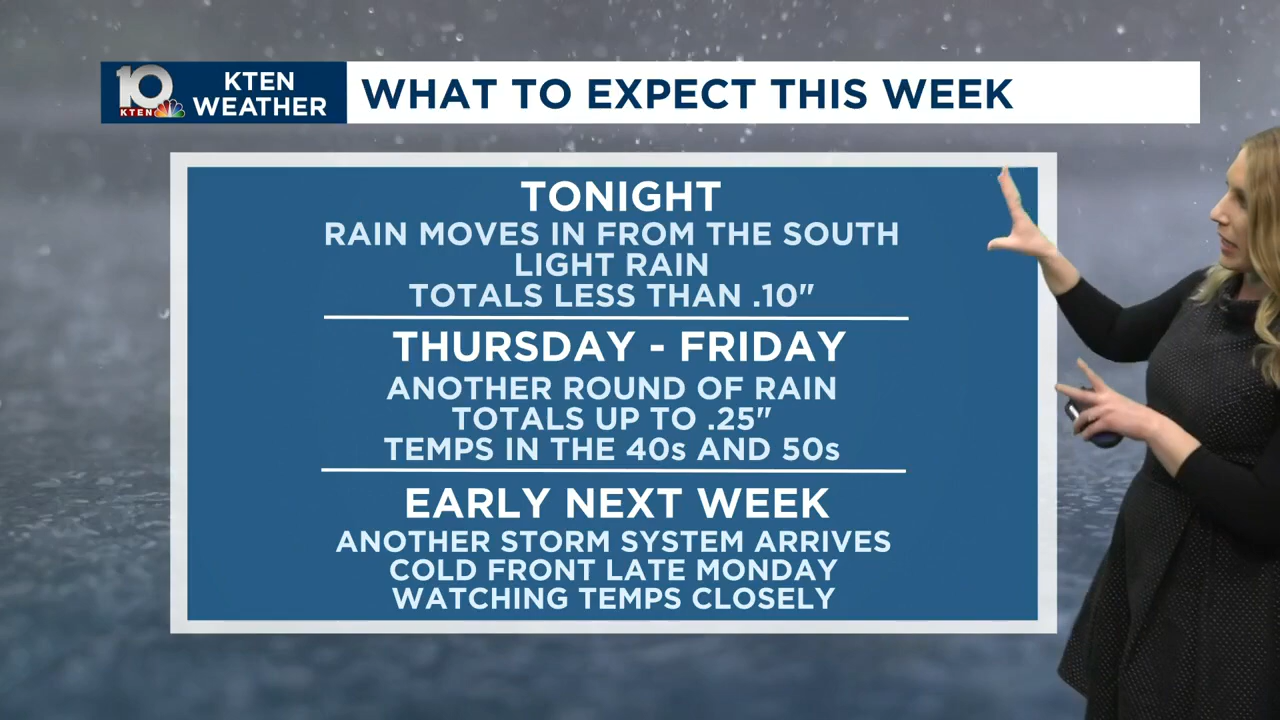 10
KTEN
KTEN
WEATHER
WHAT TO EXPECT THIS WEEK
TONIGHT
RAIN MOVES IN FROM THE SOUTH
LIGHT RAIN
TOTALS LESS THAN .10"
THURSDAY - FRIDAY
ANOTHER ROUND OF RAIN
TOTALS UP TO .25"
TEMPS IN THE 40s AND 50s
EARLY NEXT WEEK
ANOTHER STORM SYSTEM ARRIVES
COLD FRONT LATE MONDAY
WATCHING TEMPS CLOSELY